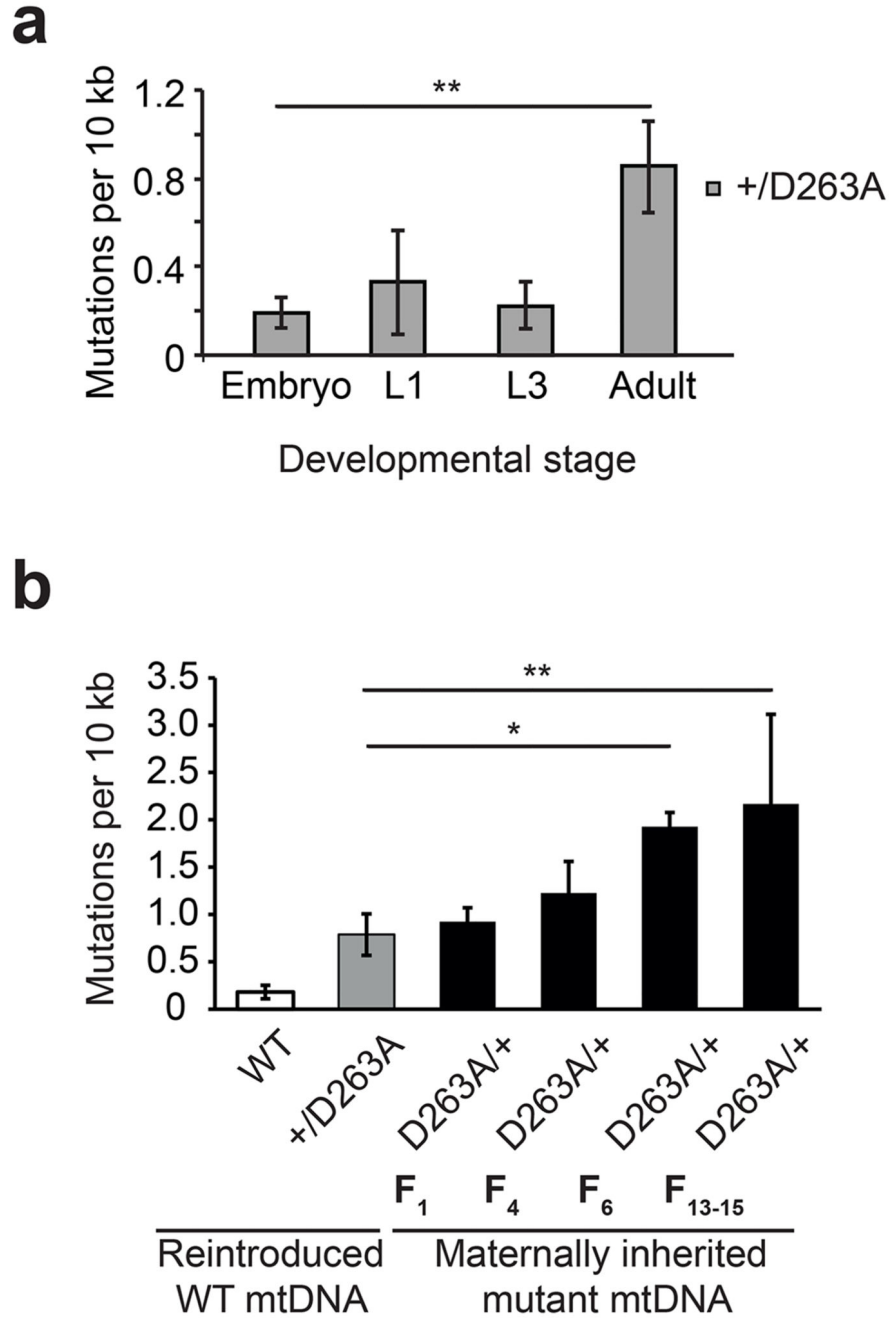 a
Mutations per 10 kb
1.2
0.8
0.4
0
**
+/D263A
Embryo L1 L3 Adult
Developmental stage
b
Mutations per 10 kb
3.5
3.0
2.5
2.0
1.5
1.0
0.5
0
**
*
WT
+/D263A
D263A/+
D263A/+
D263A/+
D263A/+
F1 F4 F6 F13-15
Reintroduced
WT mtDNA
Maternally inherited
mutant mtDNA